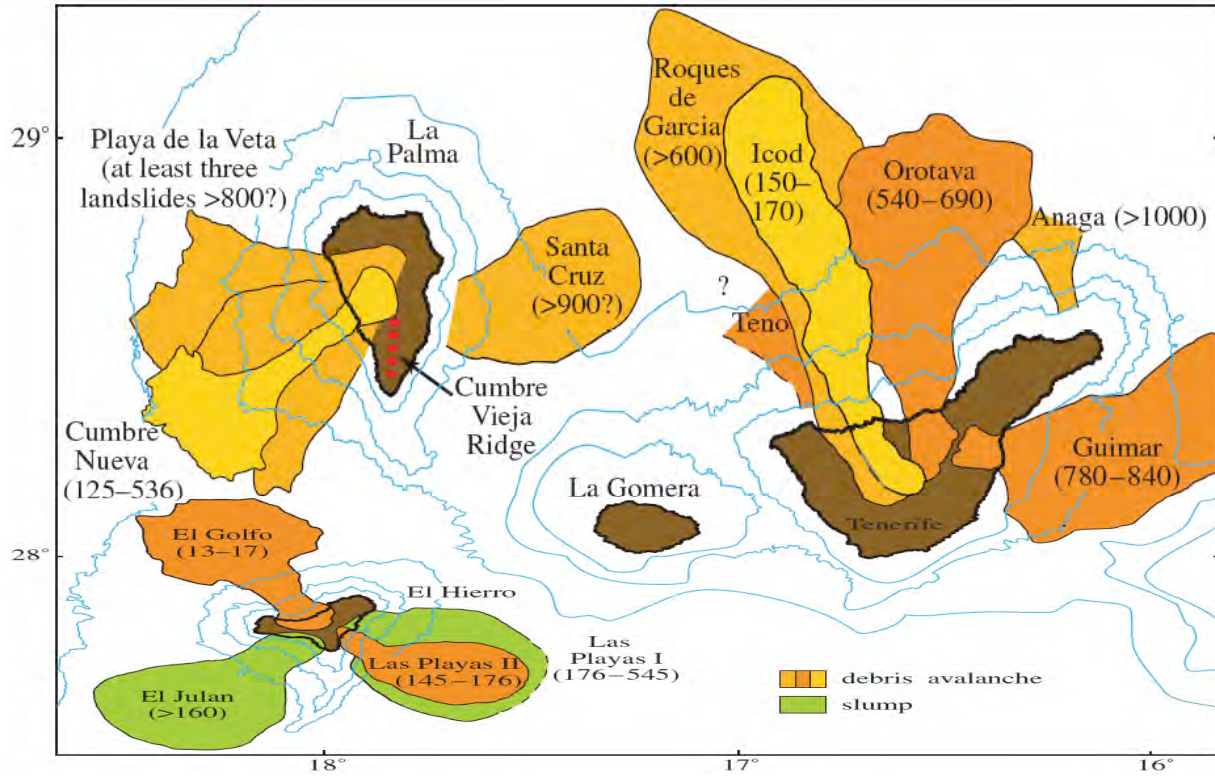 29°
28°
18°
17°
16°
Playa de la Veta
(at least three
landslides >800?)
La
Palma
Santa
Cruz
(>900?)
Cumbre
Vieja
Ridge
Cumbre
Nueva
(125–536)
Roques
de
Garcia
(>600)
Icod
(150–
170)
Orotava
(540–690)
Anaga (>1000)
?
Teno
Guimar
(780–840)
La Gomera
Tenerife
El Golfo
(13–17)
El Hierro
Las
Playas I
(176–545)
Las Playas II
(145–176)
El Julan
(>160)
debris avalanche
slump